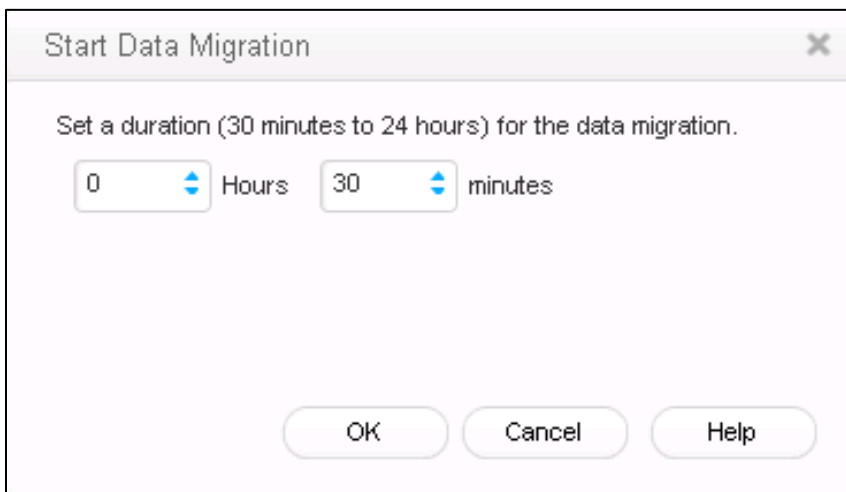 Start Data Migration
Set a duration (30 minutes to 24 hours) for the data migration.
0 Hours 30 minutes
OK Cancel Help